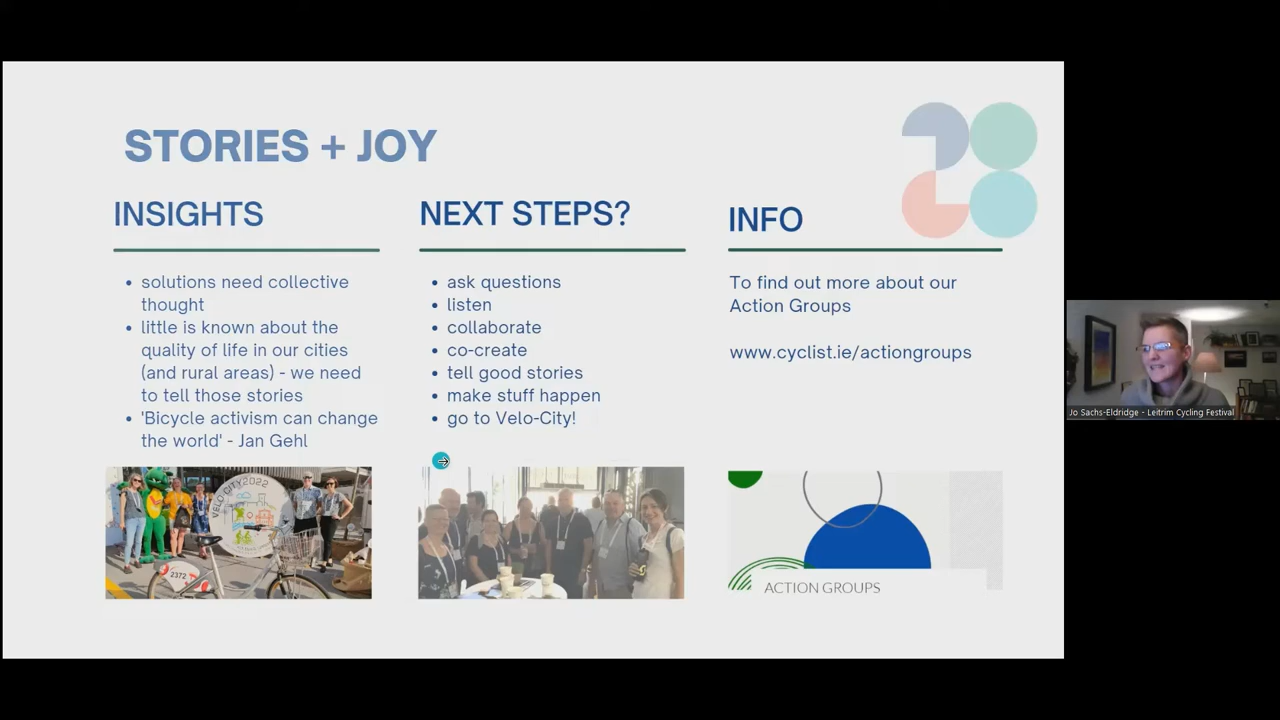 STORIES + JOY
INSIGHTS
solutions need collective
thought
little is known about the
quality of life in our cities
(and rural areas) - we need
to tell those stories
'Bicycle activism can change
the world' - Jan Gehl
VELO-CITY2022
2372
NEXT STEPS?
ask questions
listen
collaborate
co-create
tell good stories
make stuff happen
go to Velo-City!
INFO
To find out more about our
Action Groups
www.cyclist.ie/actiongroups
ACTION GROUPS
Jo Sachs-Eldridge - Leitrim Cycling Festival